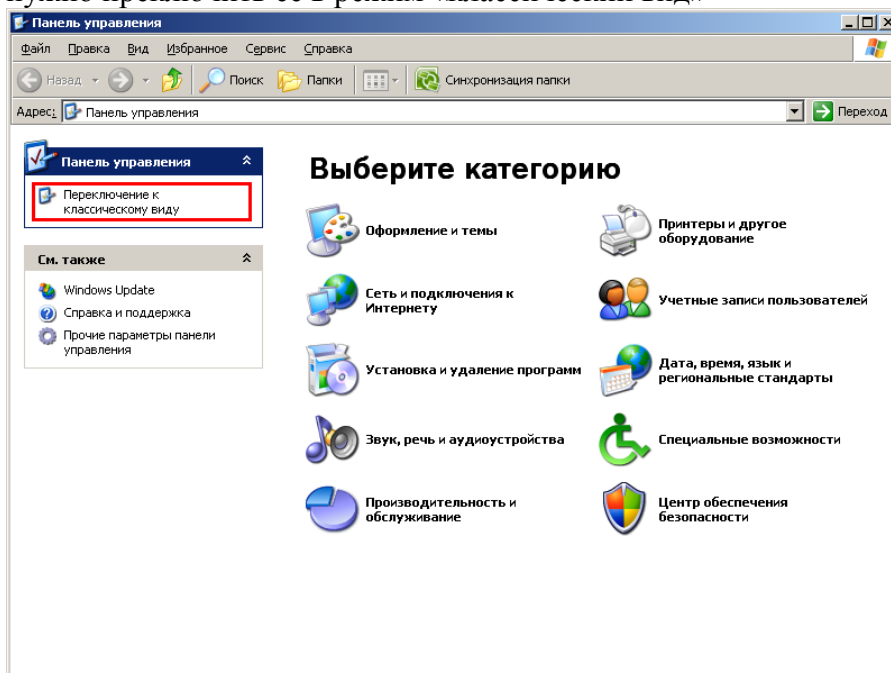 Панель управления
Файл Правка Вид Избранное Сервис Справка
Назад Поиск Папки Синхронизация папки
Адрес: Панель управления Переход
Панель управления
Переключение к
классическому виду
См. также
Windows Update
Справка и поддержка
Прочие параметры панели
управления
Выберите категорию
Оформление и темы
Принтеры и другое
оборудование
Сеть и подключения к
Интернету
Учетные записи пользователей
Установка и удаление программ
Дата, время, язык и
региональные стандарты
Звук, речь и аудиоустройства
Специальные возможности
Производительность и
обслуживание
Центр обеспечения
безопасности